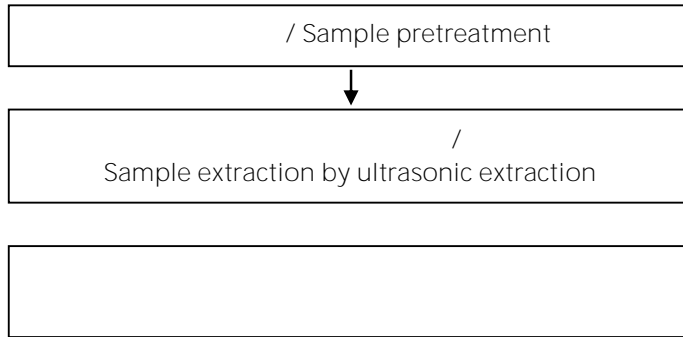 / Sample pretreatment
/
Sample extraction by ultrasonic extraction